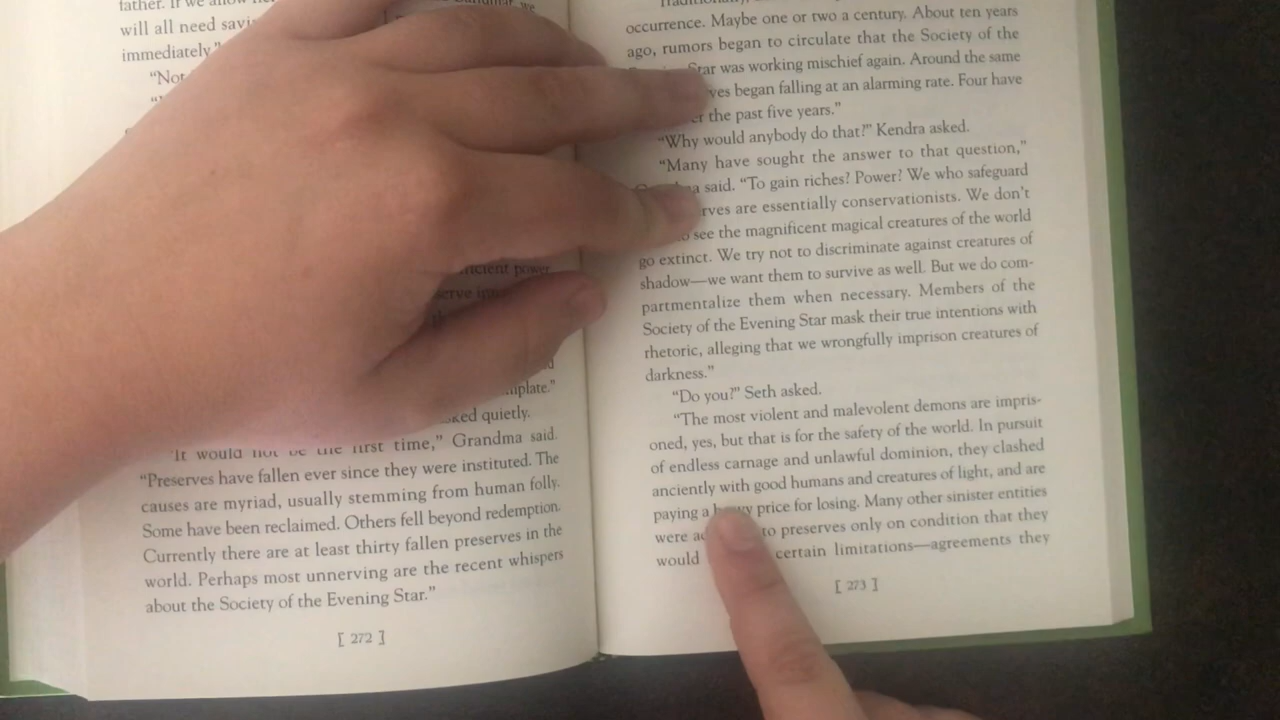 father. If we allow
will all need
immediately."
"Not
ficient power
serve
mplate."
asked quietly.
"It would not be the first time," Grandma said.
"Preserves have fallen ever since they were instituted. The
causes are myriad, usually stemming from human folly.
Some have been reclaimed. Others fell beyond redemption.
Currently there are at least thirty fallen preserves in the
world. Perhaps most unnerving are the recent whispers
about the Society of the Evening Star."
[ 272 ]
occurrence. Maybe one or two a century. About ten years
ago, rumors began to circulate that the Society of the
Star was working mischief again. Around the same
ves began falling at an alarming rate. Four have
the past five years."
"Why would anybody do that?" Kendra asked.
"Many have sought the answer to that question,"
said. "To gain riches? Power? We who safeguard
rves are essentially conservationists. We don't
see the magnificent magical creatures of the world
go extinct. We try not to discriminate against creatures of
shadow—we want them to survive as well. But we do com-
partmentalize them when necessary. Members of the
Society of the Evening Star mask their true intentions with
rhetoric, alleging that we wrongfully imprison creatures of
darkness."
"Do you?" Seth asked.
"The most violent and malevolent demons are impris-
oned, yes, but that is for the safety of the world. In pursuit
of endless carnage and unlawful dominion, they clashed
anciently with good humans and creatures of light, and are
paying a heavy price for losing. Many other sinister entities
were to preserves only on condition that they
would certain limitations—agreements they
[ 273 ]